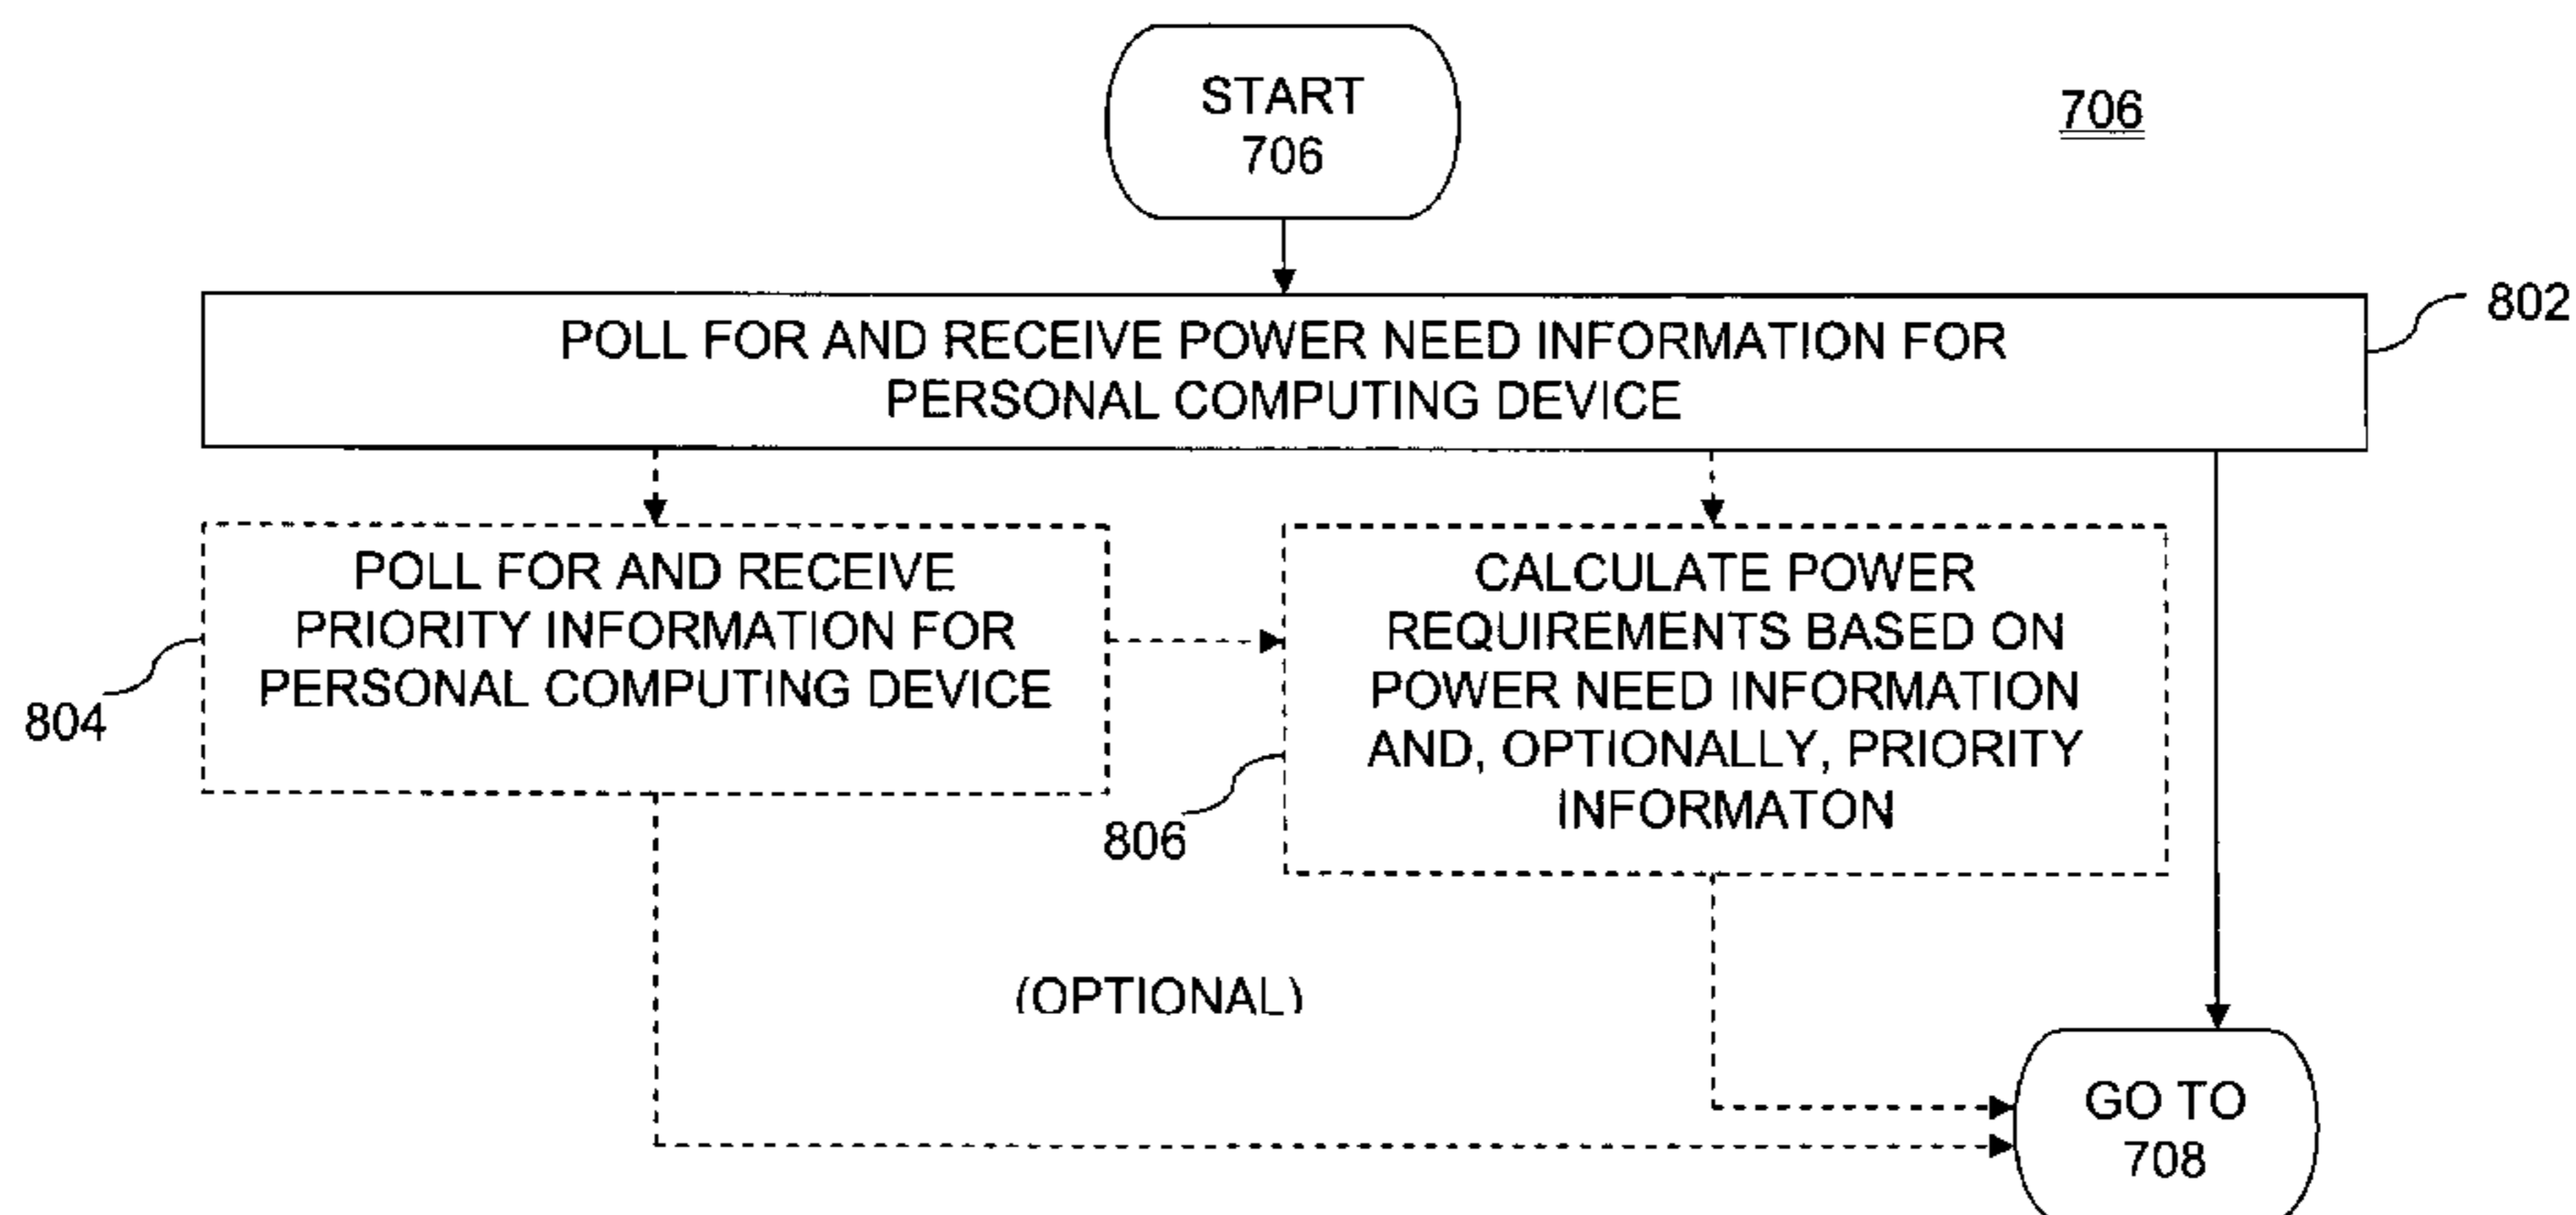 START
706
706
POLL FOR AND RECEIVE POWER NEED INFORMATION FOR
PERSONAL COMPUTING DEVICE
802
POLL FOR AND RECEIVE
PRIORITY INFORMATION FOR
PERSONAL COMPUTING DEVICE
804
CALCULATE POWER
REQUIREMENTS BASED ON
POWER NEED INFORMATION
AND, OPTIONALLY, PRIORITY
INFORMATON
806
(OPTIONAL)
GO TO
708